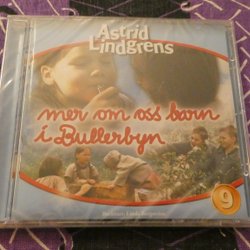 Astrid
Lindgrens
mer om oss barn
i Bullerbyn
9